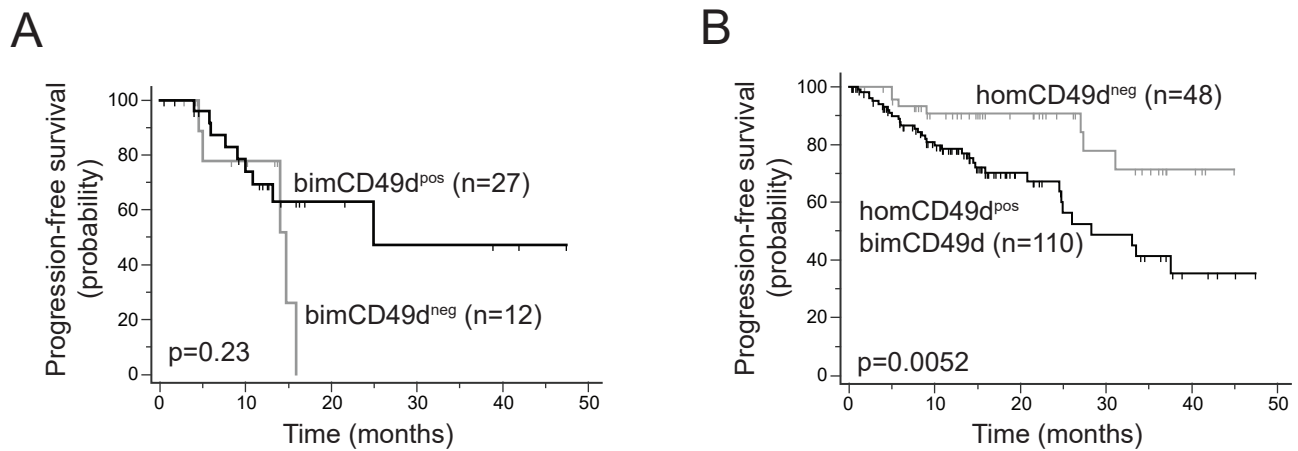 A
Progression-free survival
(probability)
100
80
60
40
20
0
bimCD49dᵖᵒˢ (n=27)
bimCD49dⁿᵉᵍ (n=12)
p=0.23
0 10 20 30 40 50
Time (months)
B
Progression-free survival
(probability)
100
80
60
40
20
0
homCD49dⁿᵉᵍ (n=48)
homCD49dᵖᵒˢ
bimCD49d (n=110)
p=0.0052
0 10 20 30 40 50
Time (months)